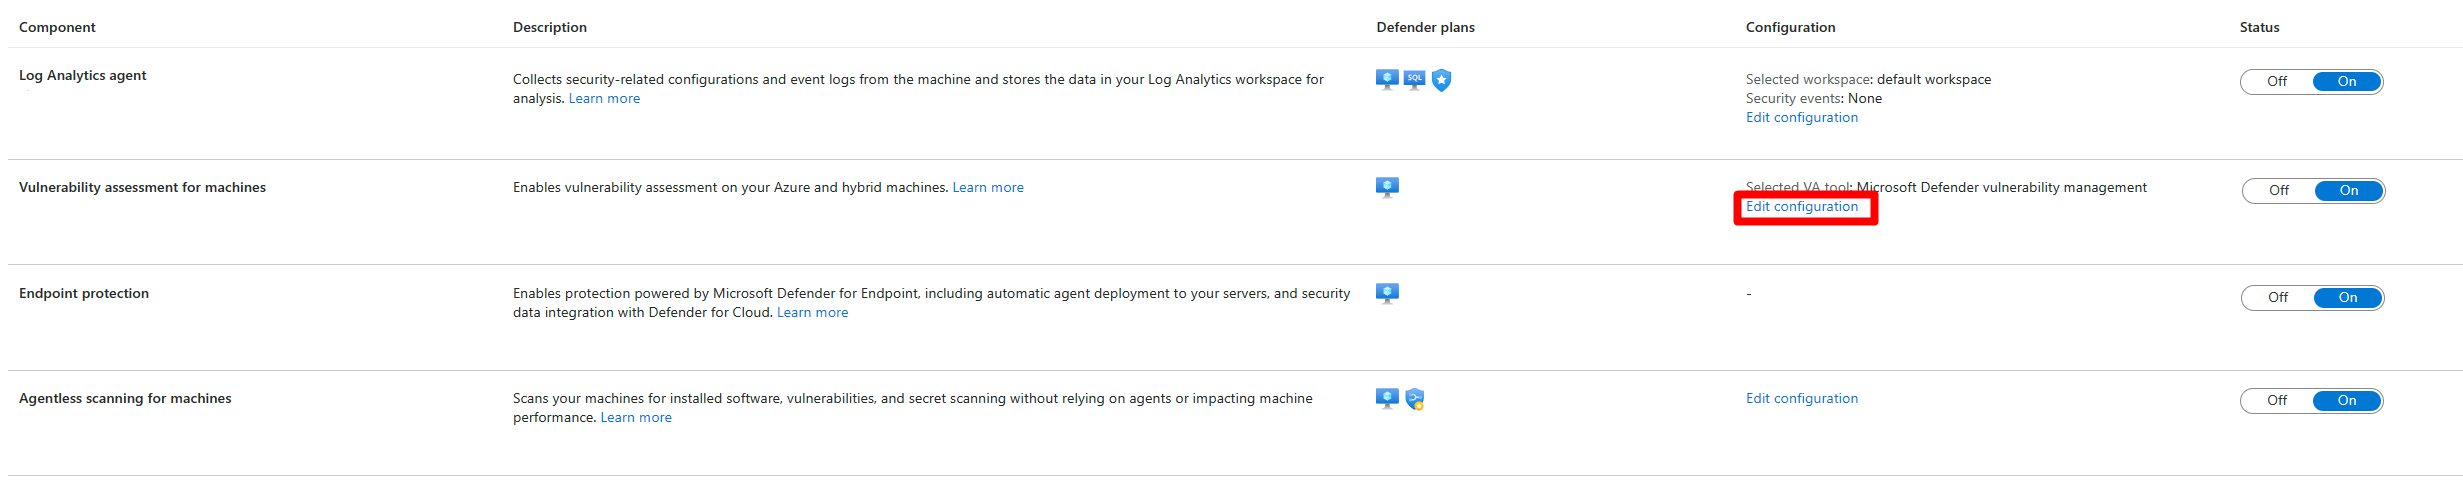 Component Description Defender plans Configuration Status
Log Analytics agent
Collects security-related configurations and event logs from the machine and stores the data in your Log Analytics workspace for
analysis. Learn more
SQL
Selected workspace: default workspace
Security events: None
Edit configuration
Off On
Vulnerability assessment for machines
Enables vulnerability assessment on your Azure and hybrid machines. Learn more
Selected VA tool: Microsoft Defender vulnerability management
Edit configuration
Off On
Endpoint protection
Enables protection powered by Microsoft Defender for Endpoint, including automatic agent deployment to your servers, and security
data integration with Defender for Cloud. Learn more
-
Off On
Agentless scanning for machines
Scans your machines for installed software, vulnerabilities, and secret scanning without relying on agents or impacting machine
performance. Learn more
Edit configuration
Off On